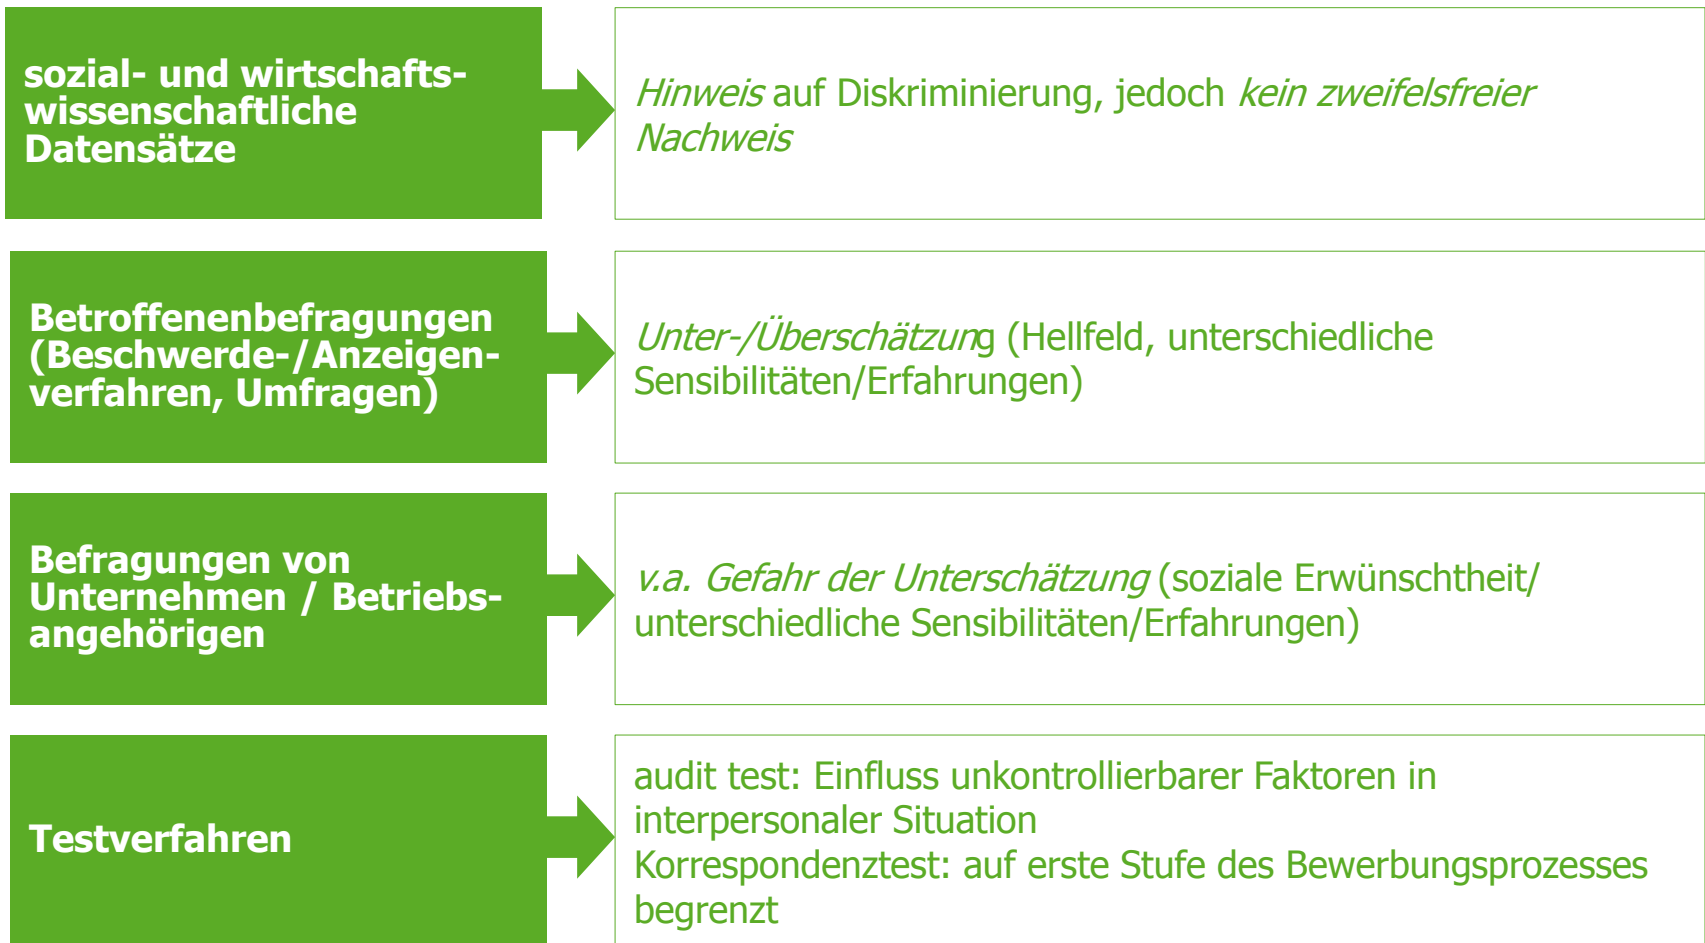 sozial- und wirtschafts-
wissenschaftliche
Datensätze
Hinweis auf Diskriminierung, jedoch kein zweifelsfreier
Nachweis
Betroffenenbefragungen
(Beschwerde-/Anzeigen-
verfahren, Umfragen)
Unter-/Überschätzung (Hellfeld, unterschiedliche
Sensibilitäten/Erfahrungen)
Befragungen von
Unternehmen / Betriebs-
angehörigen
v.a. Gefahr der Unterschätzung (soziale Erwünschtheit/
unterschiedliche Sensibilitäten/Erfahrungen)
Testverfahren
audit test: Einfluss unkontrollierbarer Faktoren in
interpersonaler Situation
Korrespondenztest: auf erste Stufe des Bewerbungsprozesses
begrenzt